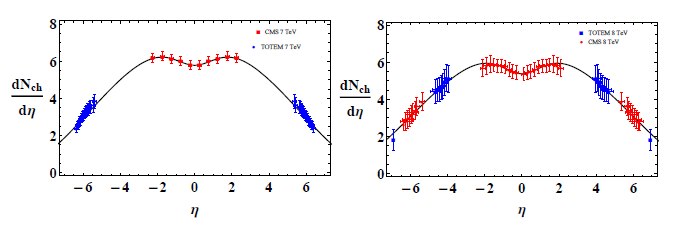 CMS 7 TeV
TOTEM 7 TeV
dN_ch
dη
8
6
4
2
0
−6 −4 −2 0 2 4 6
η
TOTEM 8 TeV
CMS 8 TeV
dN_ch
dη
8
6
4
2
0
−6 −4 −2 0 2 4 6
η